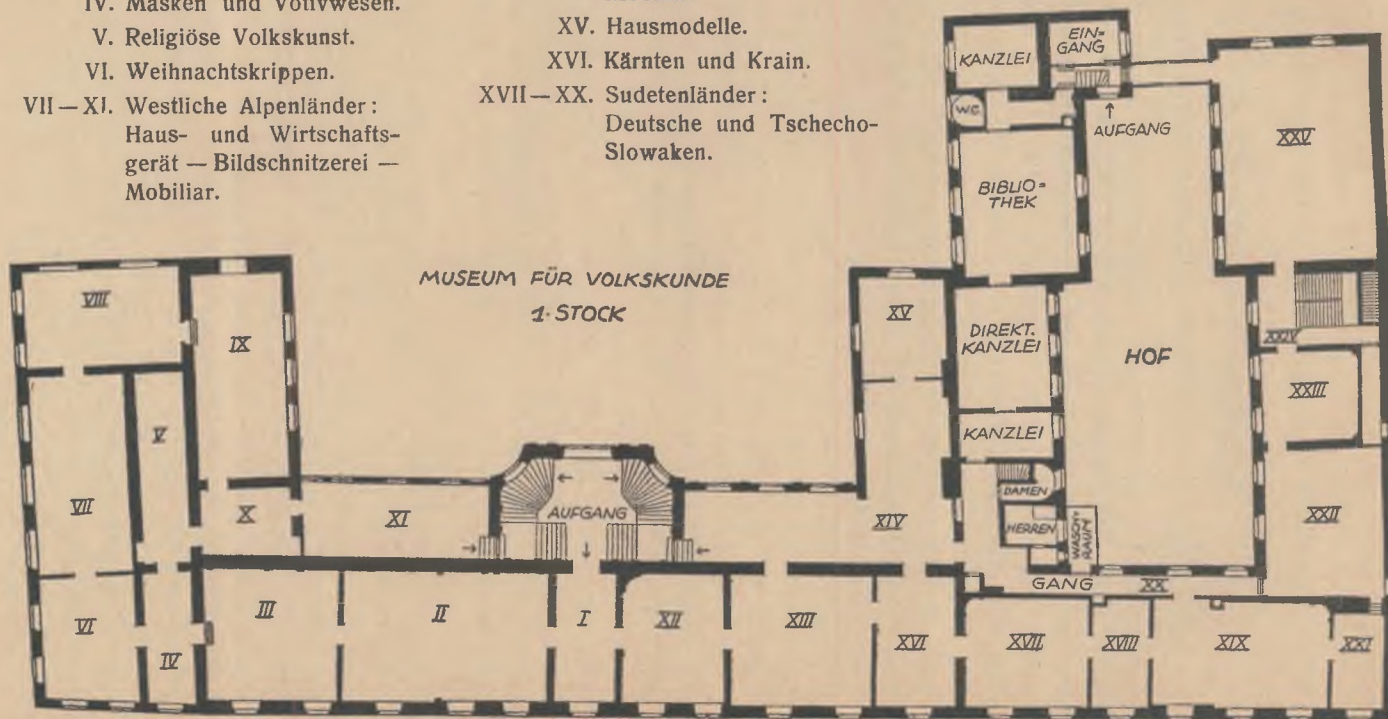 IV. Masken und Votivwesen.
V. Religiöse Volkskunst.
VI. Weihnachtskrippen.
VII—XI. Westliche Alpenländer:
Haus- und Wirtschafts-
gerät — Bildschnitzerei —
Mobiliar.
XV. Hausmodelle.
XVI. Kärnten und Krain.
XVII—XX. Sudetenländer:
Deutsche und Tschecho-
Slowaken.
MUSEUM FÜR VOLKSKUNDE
1. STOCK
KANZLEI
EIN=
GANG
WC
↑
AUFGANG
XXV
BIBLIO=
THEK
VIII
IX
XV
DIREKT.
KANZLEI
HOF
XXIV
XXIII
V
KANZLEI
VII
X
XI
AUFGANG
XIV
DAMEN
HERREN
WASCH=
RAUM
XXII
GANG
XX
VI
IV
III
II
I
XII
XIII
XVI
XVII
XVIII
XIX
XXI